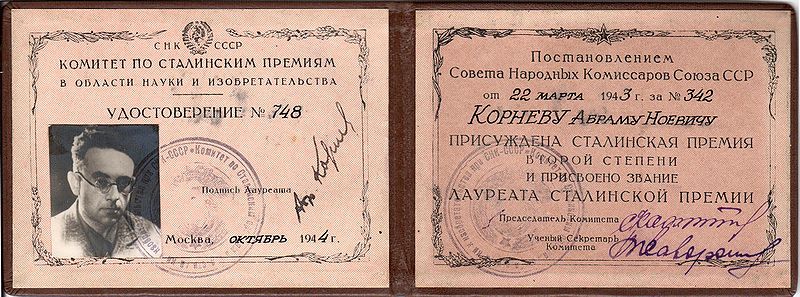 СНК СССР
КОМИТЕТ ПО СТАЛИНСКИМ ПРЕМИЯМ
В ОБЛАСТИ НАУКИ И ИЗОБРЕТАТЕЛЬСТВА
УДОСТОВЕРЕНИЕ № 748
Подпись Лауреата
Москва, ОКТЯБРЬ 1944 г.
Постановлением
Совета Народных Комиссаров Союза ССР
от 22 МАРТА 1943 г. за № 342
КОРНЕВУ АБРАМУ НОЕВИЧУ
ПРИСУЖДЕНА СТАЛИНСКАЯ ПРЕМИЯ
ВТОРОЙ СТЕПЕНИ
И ПРИСВОЕНО ЗВАНИЕ
ЛАУРЕАТА СТАЛИНСКОЙ ПРЕМИИ
Председатель Комитета
Ученый Секретарь
Комитета